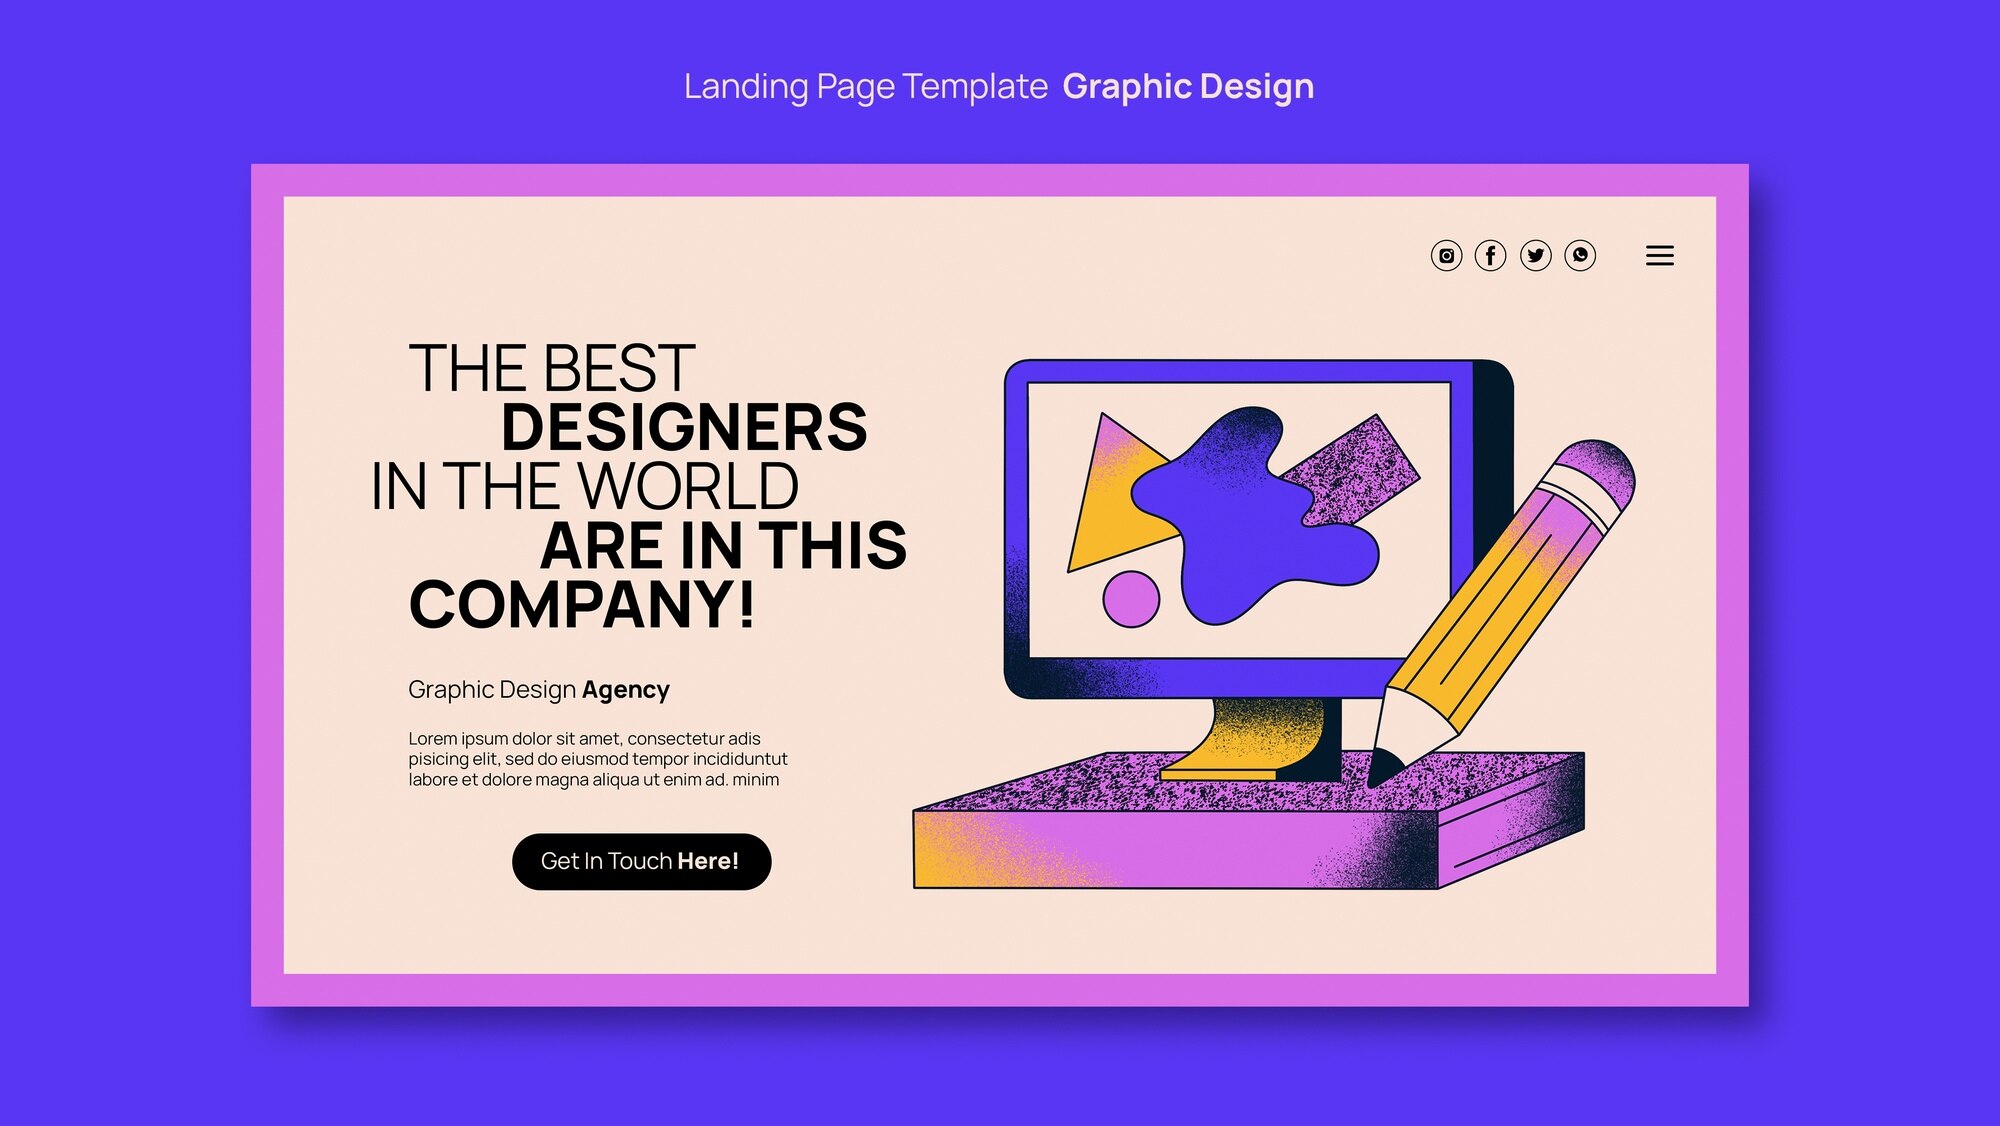 Landing Page Template Graphic Design
THE BEST
DESIGNERS
IN THE WORLD
ARE IN THIS
COMPANY!
Graphic Design Agency
Lorem ipsum dolor sit amet, consectetur adis
pisicing elit, sed do eiusmod tempor incididuntut
labore et dolore magna aliqua ut enim ad. minim
Get In Touch Here!